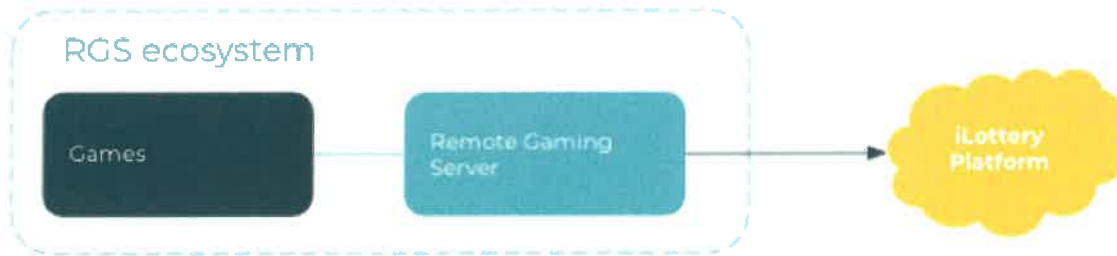 RGS ecosystem
Games
Remote Gaming
Server
iLottery
Platform